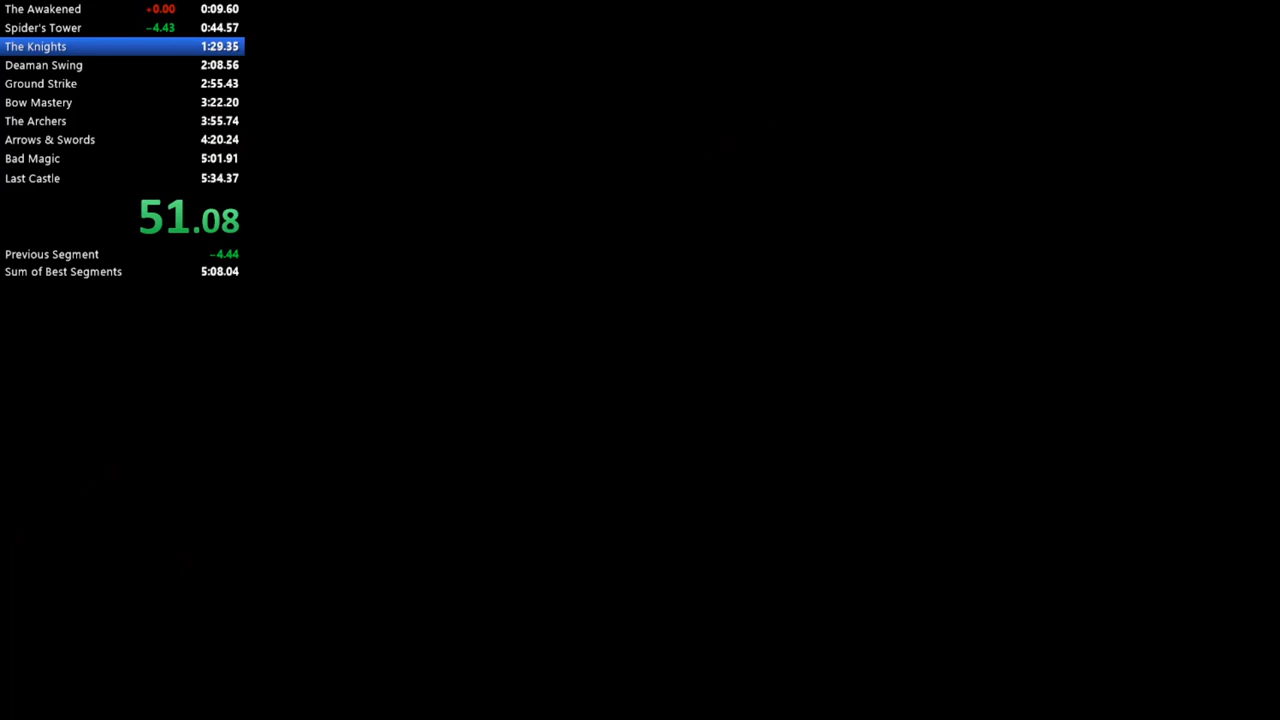 The Awakened +0.00 0:09.60
Spider's Tower −4.43 0:44.57
The Knights 1:29.35
Deaman Swing 2:08.56
Ground Strike 2:55.43
Bow Mastery 3:22.20
The Archers 3:55.74
Arrows & Swords 4:20.24
Bad Magic 5:01.91
Last Castle 5:34.37
51.08
Previous Segment −4.44
Sum of Best Segments 5:08.04